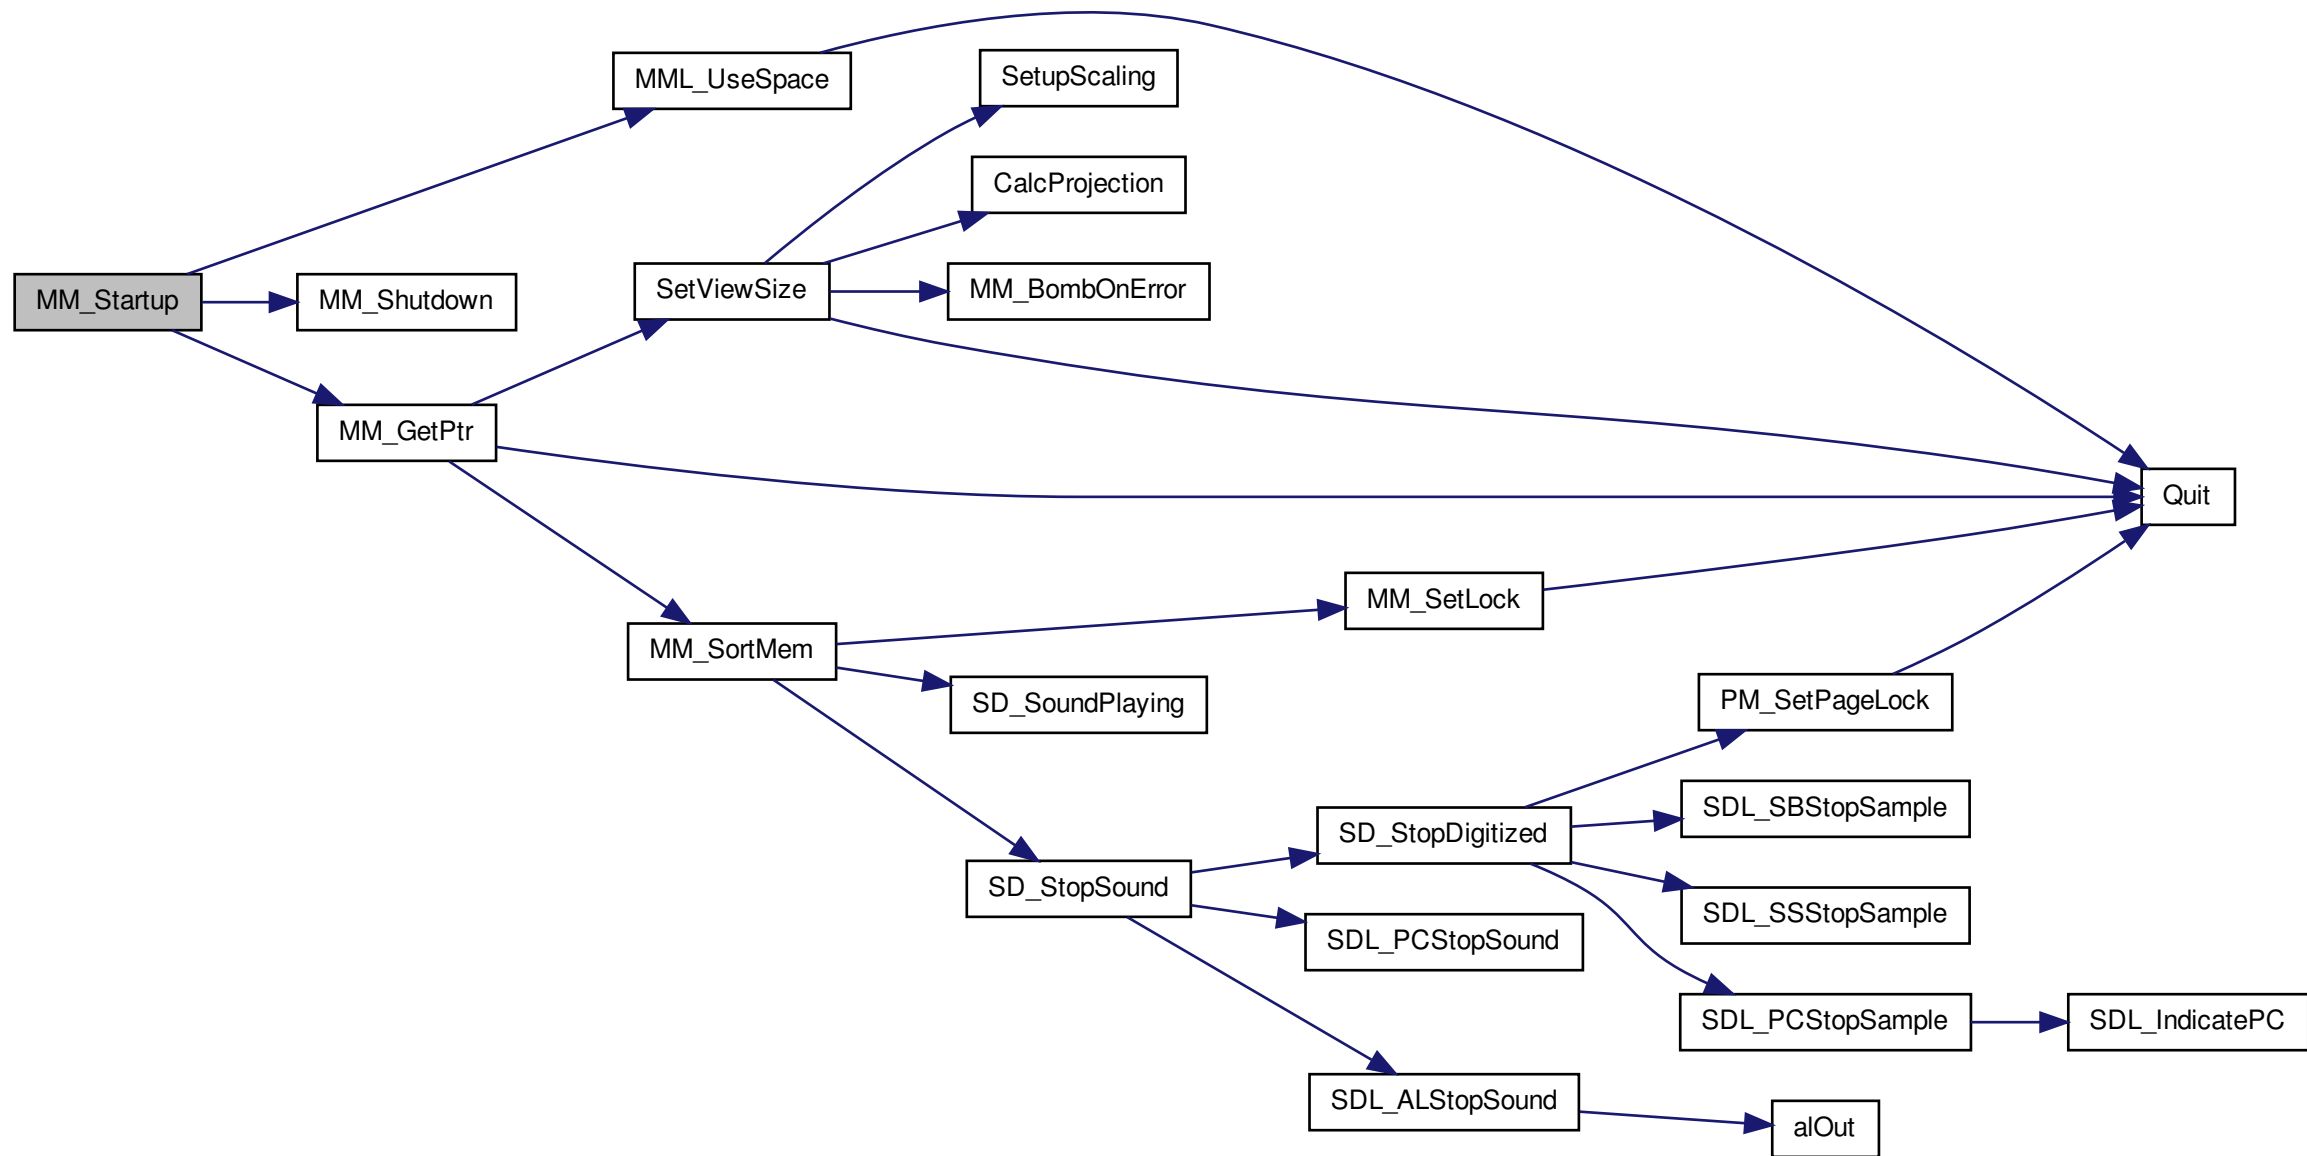 MML_UseSpace
SetupScaling
CalcProjection
MM_Startup
MM_Shutdown
SetViewSize
MM_BombOnError
MM_GetPtr
Quit
MM_SetLock
MM_SortMem
SD_SoundPlaying
PM_SetPageLock
SDL_SBStopSample
SD_StopDigitized
SD_StopSound
SDL_SSStopSample
SDL_PCStopSound
SDL_PCStopSample
SDL_IndicatePC
SDL_ALStopSound
alOut